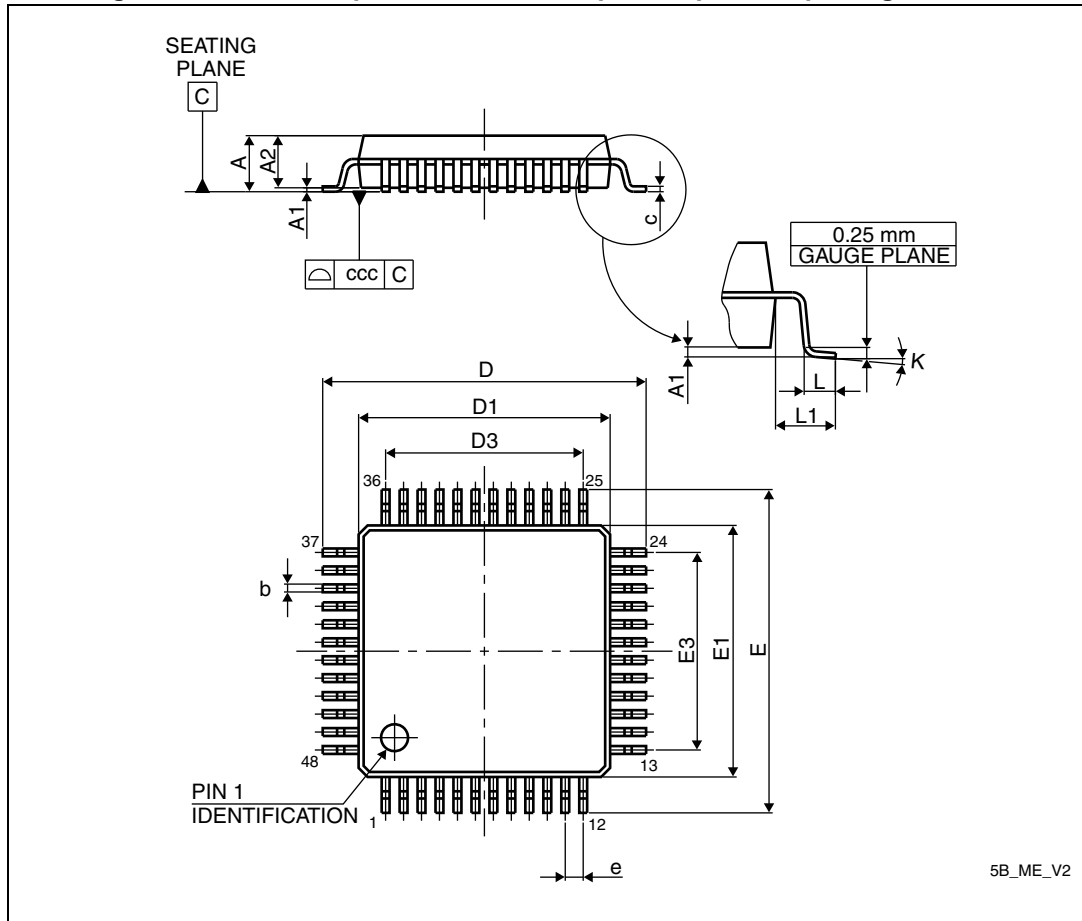 SEATING
PLANE
C
A
A2
A1
c
ccc C
0.25 mm
GAUGE PLANE
A1
K
L
L1
D
D1
D3
36
25
37
24
b
E3
E1
E
48
13
PIN 1
IDENTIFICATION
1
12
e
5B_ME_V2